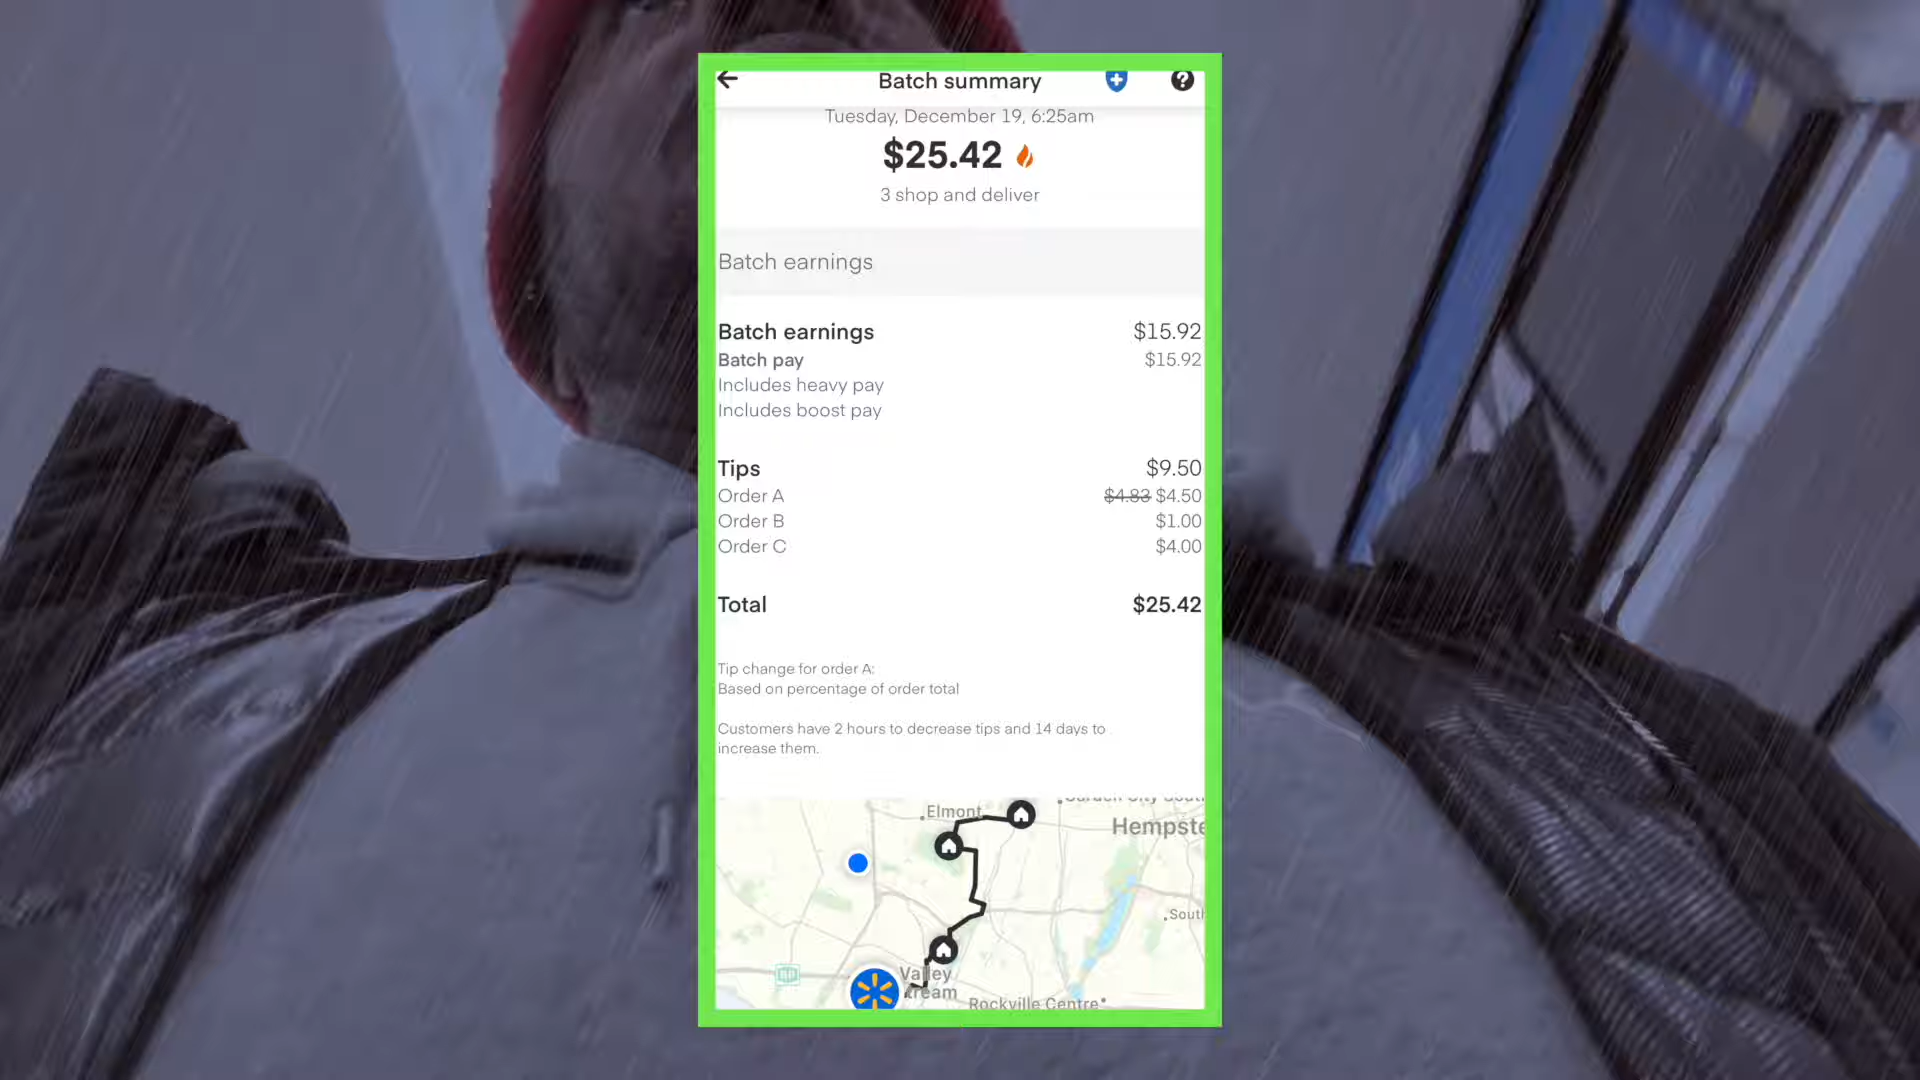 Batch summary
Tuesday, December 19, 6:25am
$25.42
3 shop and deliver
Batch earnings
Batch earnings $15.92
Batch pay $15.92
Includes heavy pay
Includes boost pay
Tips $9.50
Order A $4.83 $4.50
Order B $1.00
Order C $4.00
Total $25.42
Tip change for order A:
Based on percentage of order total
Customers have 2 hours to decrease tips and 14 days to
increase them.
Elmont
Hempste
South
Valley
tream
Rockville Centre